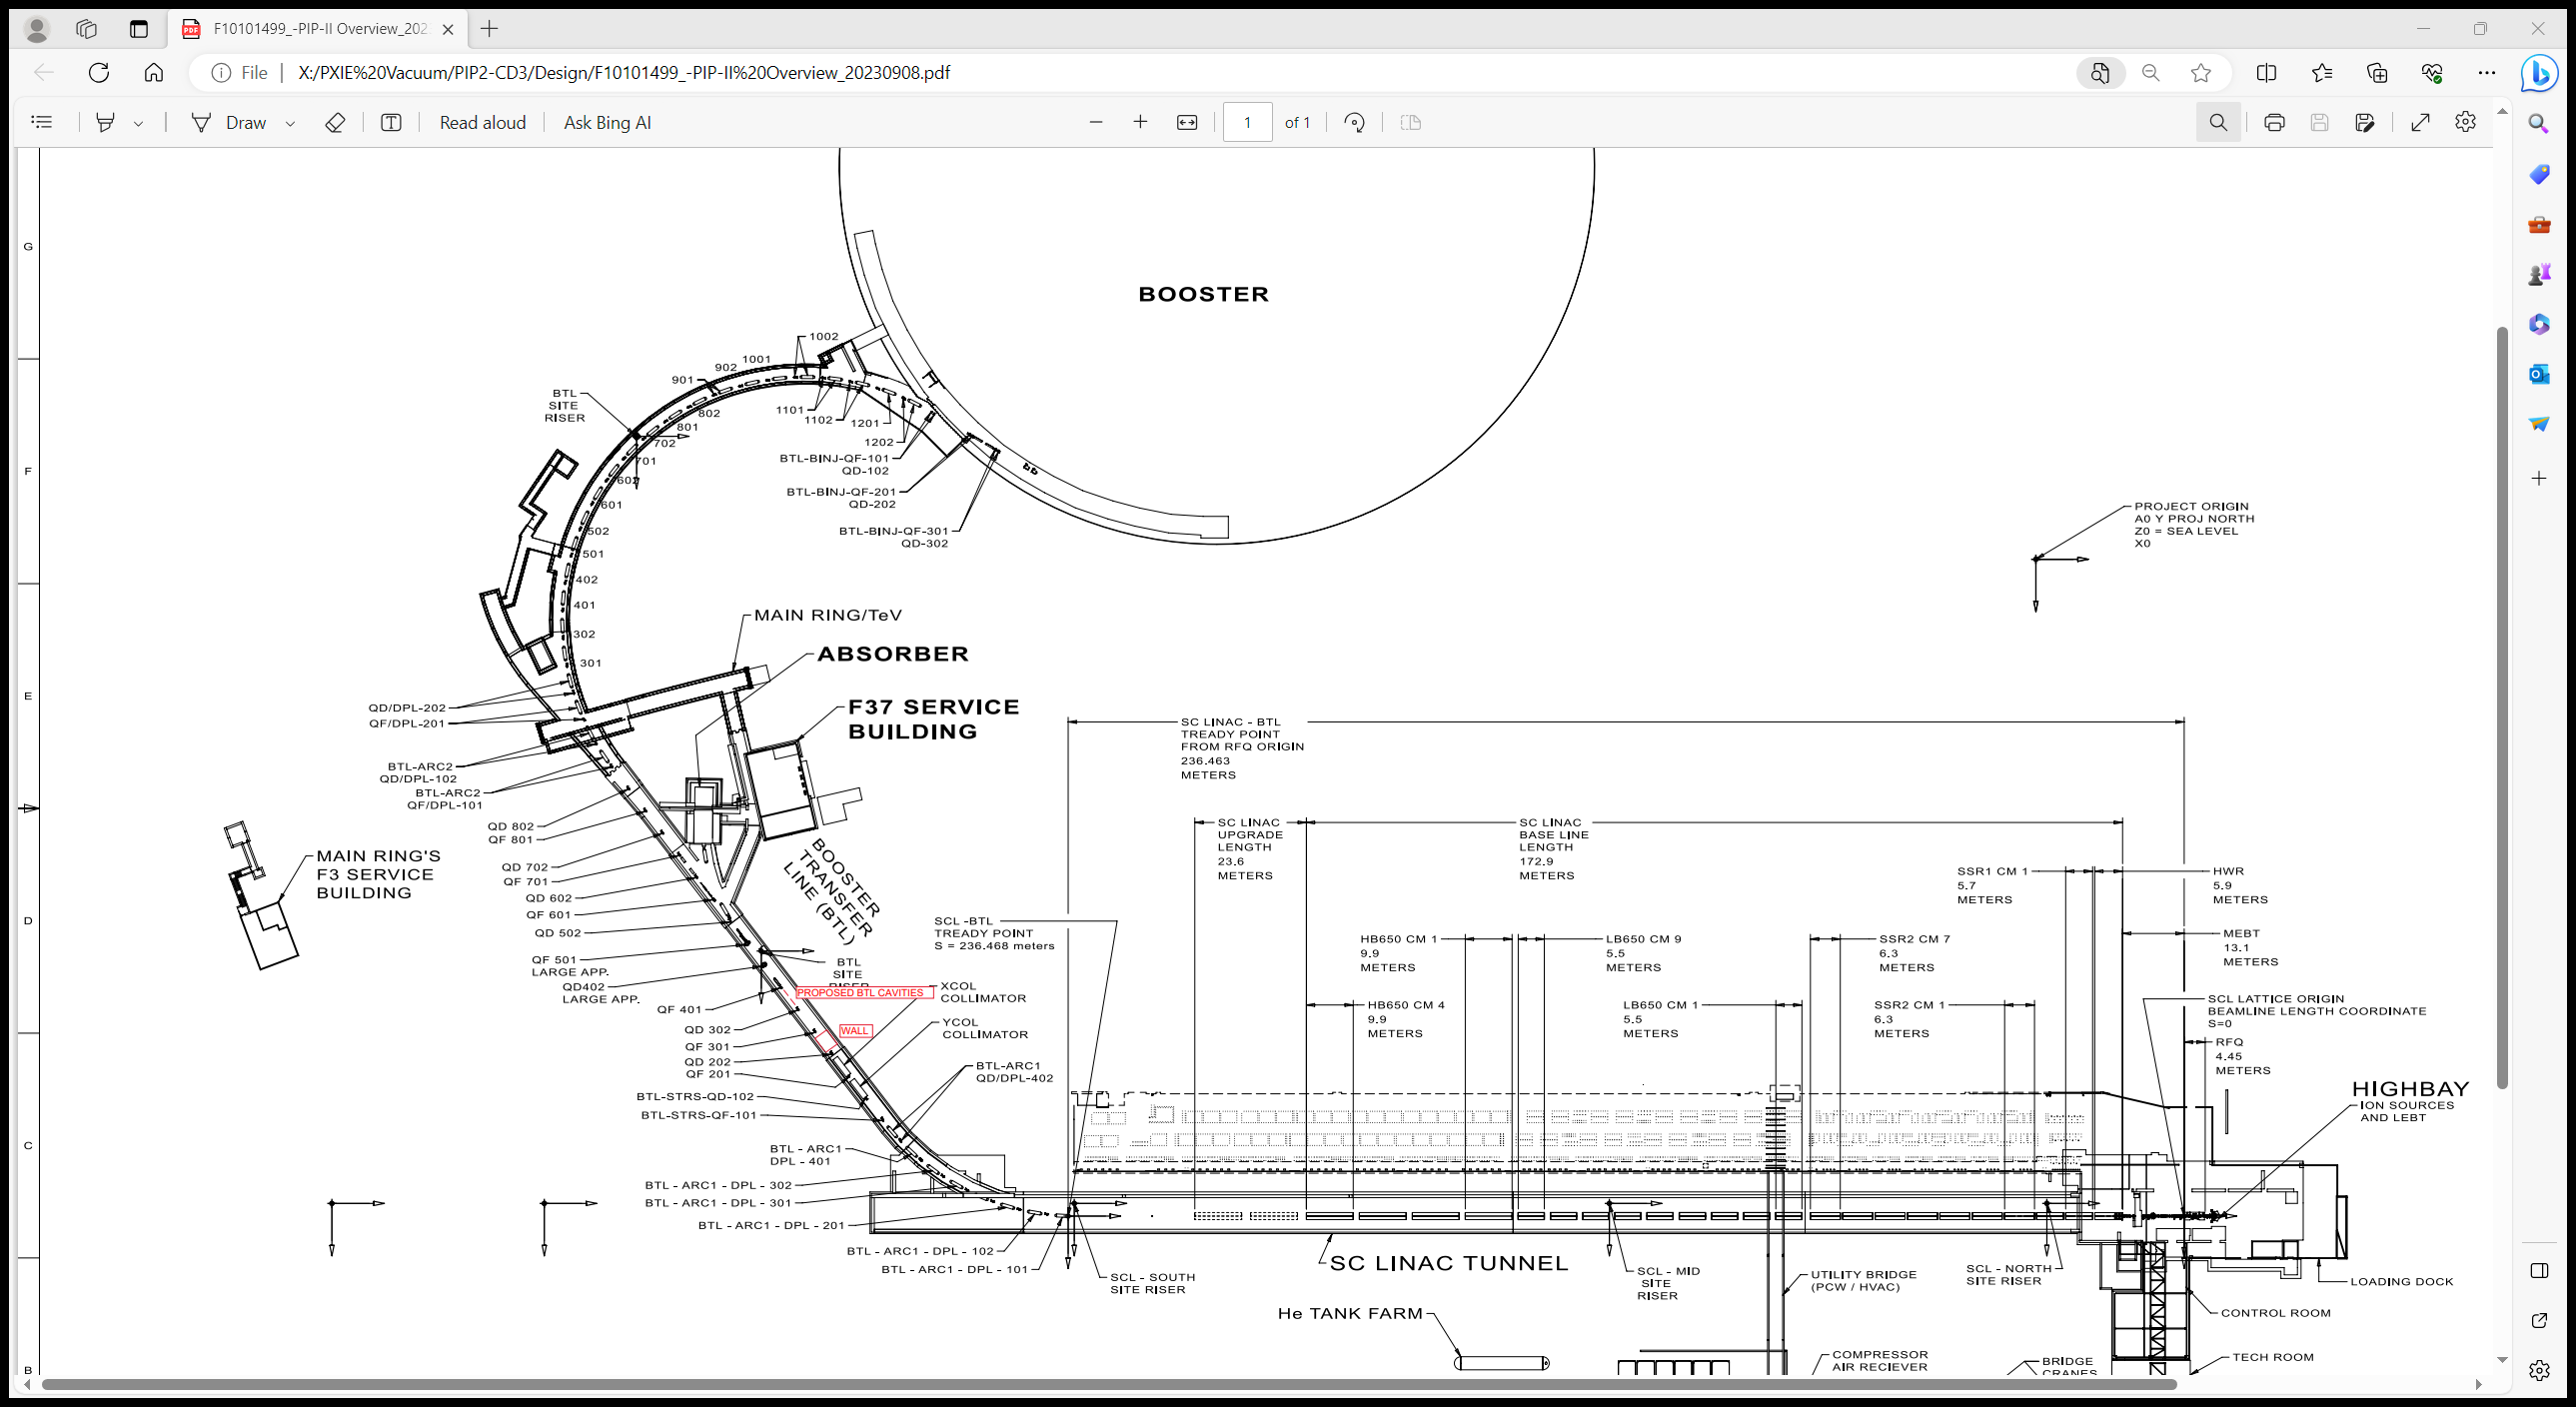 F10101499_-PIP-II Overview_202
File
X:/PXIE%20Vacuum/PIP2-CD3/Design/F10101499_-PIP-II%20Overview_20230908.pdf
Draw
Read aloud
Ask Bing AI
1
of 1
G
F
E
D
C
B
BOOSTER
1002
1001
902
901
802
801
702
701
602
601
502
501
402
401
302
301
BTL
SITE
RISER
1101
1102
1201
1202
BTL-BINJ-QF-101
QD-102
BTL-BINJ-QF-201
QD-202
BTL-BINJ-QF-301
QD-302
PROJECT ORIGIN
A0 Y PROJ NORTH
Z0 = SEA LEVEL
X0
MAIN RING/TeV
ABSORBER
F37 SERVICE
BUILDING
QD/DPL-202
QF/DPL-201
BTL-ARC2
QD/DPL-102
BTL-ARC2
QF/DPL-101
QD 802
QF 801
QD 702
QF 701
QD 602
QF 601
QD 502
QF 501
LARGE APP.
QD402
LARGE APP.
QF 401
QD 302
QF 301
QD 202
QF 201
BTL-STRS-QD-102
BTL-STRS-QF-101
BTL - ARC1
DPL - 401
BTL - ARC1 - DPL - 302
BTL - ARC1 - DPL - 301
BTL - ARC1 - DPL - 201
BTL - ARC1 - DPL - 102
BTL - ARC1 - DPL - 101
MAIN RING'S
F3 SERVICE
BUILDING
BOOSTER
TRANSFER
LINE (BTL)
BTL
SITE
RISER
PROPOSED BTL CAVITIES
WALL
XCOL
COLLIMATOR
YCOL
COLLIMATOR
BTL-ARC1
QD/DPL-402
SCL -BTL
TREADY POINT
S = 236.468 meters
SC LINAC - BTL
TREADY POINT
FROM RFQ ORIGIN
236.463
METERS
SC LINAC
UPGRADE
LENGTH
23.6
METERS
SC LINAC
BASE LINE
LENGTH
172.9
METERS
SSR1 CM 1
5.7
METERS
HWR
5.9
METERS
HB650 CM 1
9.9
METERS
LB650 CM 9
5.5
METERS
SSR2 CM 7
6.3
METERS
MEBT
13.1
METERS
HB650 CM 4
9.9
METERS
LB650 CM 1
5.5
METERS
SSR2 CM 1
6.3
METERS
SCL LATTICE ORIGIN
BEAMLINE LENGTH COORDINATE
S=0
RFQ
4.45
METERS
HIGHBAY
ION SOURCES
AND LEBT
SC LINAC TUNNEL
SCL - SOUTH
SITE RISER
SCL - MID
SITE
RISER
UTILITY BRIDGE
(PCW / HVAC)
SCL - NORTH
SITE RISER
LOADING DOCK
CONTROL ROOM
TECH ROOM
He TANK FARM
COMPRESSOR
AIR RECIEVER
BRIDGE
CRANES